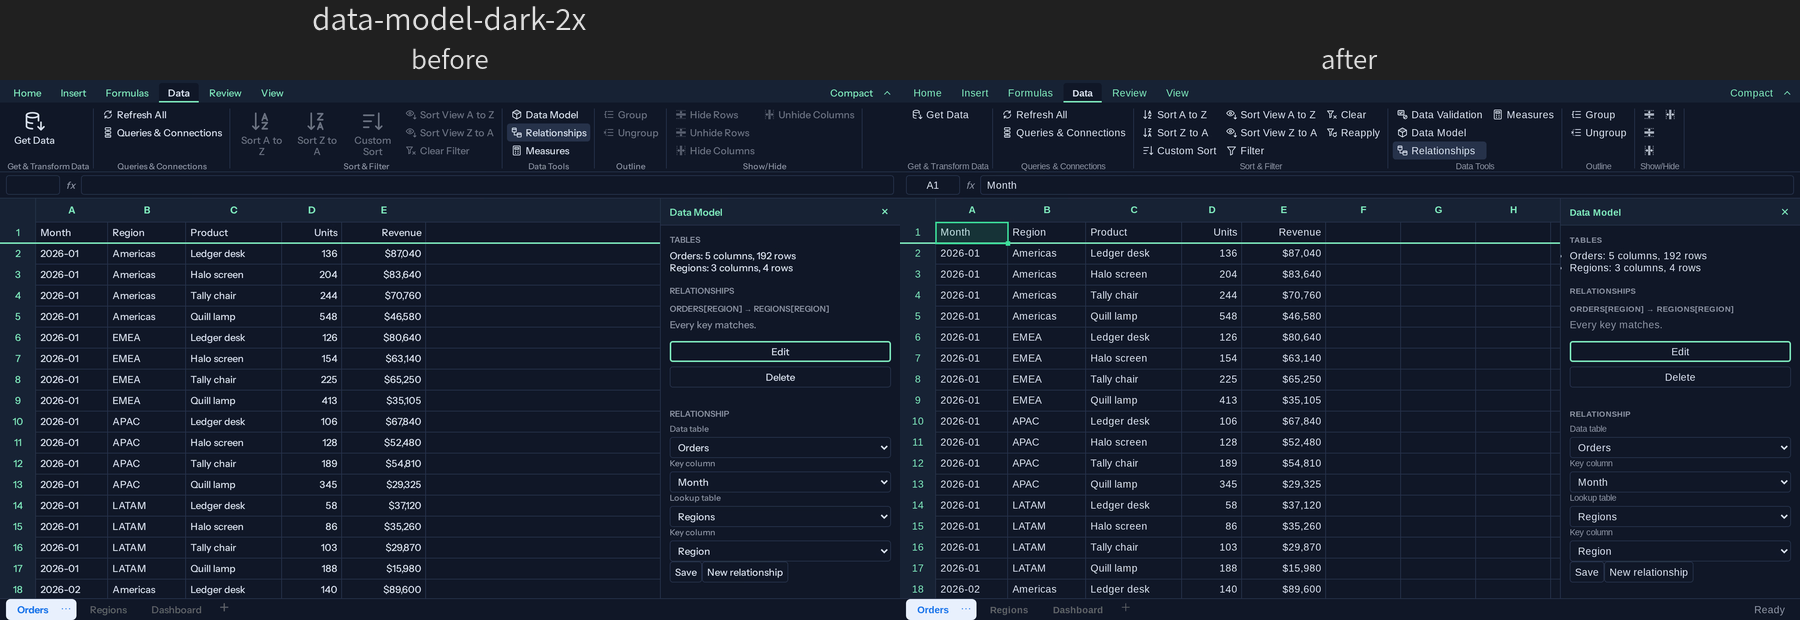 data-model-dark-2x
before
after
Home Insert Formulas Data Review View Compact
Get Data
Get & Transform Data
Refresh All
Queries & Connections
Queries & Connections
Sort A to Z
Sort Z to A
Custom Sort
Sort View A to Z
Sort View Z to A
Clear Filter
Sort & Filter
Data Model
Relationships
Measures
Data Tools
Group
Ungroup
Outline
Hide Rows
Unhide Rows
Hide Columns
Unhide Columns
Show/Hide
fx
A B C D E
1 Month Region Product Units Revenue
2 2026-01 Americas Ledger desk 136 $87,040
3 2026-01 Americas Halo screen 204 $83,640
4 2026-01 Americas Tally chair 244 $70,760
5 2026-01 Americas Quill lamp 548 $46,580
6 2026-01 EMEA Ledger desk 126 $80,640
7 2026-01 EMEA Halo screen 154 $63,140
8 2026-01 EMEA Tally chair 225 $65,250
9 2026-01 EMEA Quill lamp 413 $35,105
10 2026-01 APAC Ledger desk 106 $67,840
11 2026-01 APAC Halo screen 128 $52,480
12 2026-01 APAC Tally chair 189 $54,810
13 2026-01 APAC Quill lamp 345 $29,325
14 2026-01 LATAM Ledger desk 58 $37,120
15 2026-01 LATAM Halo screen 86 $35,260
16 2026-01 LATAM Tally chair 103 $29,870
17 2026-01 LATAM Quill lamp 188 $15,980
18 2026-02 Americas Ledger desk 140 $89,600
Data Model ×
TABLES
Orders: 5 columns, 192 rows
Regions: 3 columns, 4 rows
RELATIONSHIPS
ORDERS[REGION] → REGIONS[REGION]
Every key matches.
Edit
Delete
RELATIONSHIP
Data table
Orders
Key column
Month
Lookup table
Regions
Key column
Region
Save New relationship
Orders ... Regions Dashboard +
Home Insert Formulas Data Review View Compact
Get Data
Get & Transform Data
Refresh All
Queries & Connections
Queries & Connections
Sort A to Z
Sort Z to A
Custom Sort
Sort View A to Z
Sort View Z to A
Filter
Clear
Reapply
Sort & Filter
Data Validation
Data Model
Relationships
Measures
Data Tools
Group
Ungroup
Outline
Show/Hide
A1 fx Month
A B C D E F G H
1 Month Region Product Units Revenue
2 2026-01 Americas Ledger desk 136 $87,040
3 2026-01 Americas Halo screen 204 $83,640
4 2026-01 Americas Tally chair 244 $70,760
5 2026-01 Americas Quill lamp 548 $46,580
6 2026-01 EMEA Ledger desk 126 $80,640
7 2026-01 EMEA Halo screen 154 $63,140
8 2026-01 EMEA Tally chair 225 $65,250
9 2026-01 EMEA Quill lamp 413 $35,105
10 2026-01 APAC Ledger desk 106 $67,840
11 2026-01 APAC Halo screen 128 $52,480
12 2026-01 APAC Tally chair 189 $54,810
13 2026-01 APAC Quill lamp 345 $29,325
14 2026-01 LATAM Ledger desk 58 $37,120
15 2026-01 LATAM Halo screen 86 $35,260
16 2026-01 LATAM Tally chair 103 $29,870
17 2026-01 LATAM Quill lamp 188 $15,980
18 2026-02 Americas Ledger desk 140 $89,600
Data Model ×
TABLES
Orders: 5 columns, 192 rows
Regions: 3 columns, 4 rows
RELATIONSHIPS
ORDERS[REGION] → REGIONS[REGION]
Every key matches.
Edit
Delete
RELATIONSHIP
Data table
Orders
Key column
Month
Lookup table
Regions
Key column
Region
Save New relationship
Orders ... Regions Dashboard + Ready